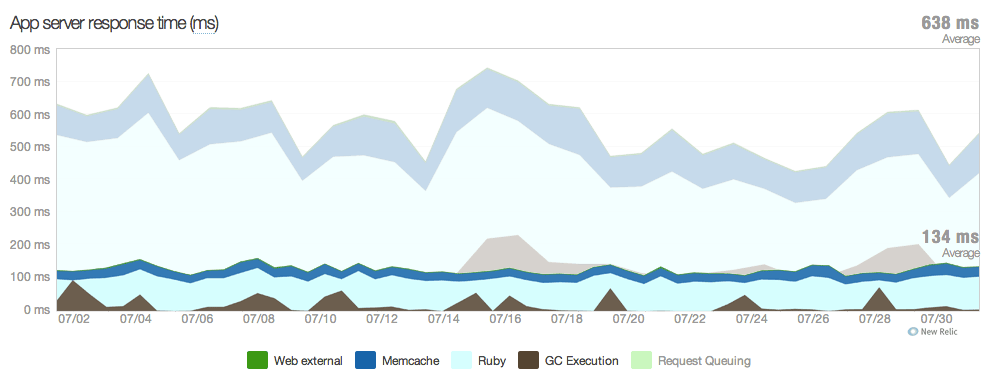 App server response time (ms)
638 ms
Average
800 ms
700 ms
600 ms
500 ms
400 ms
300 ms
200 ms
134 ms
Average
100 ms
0 ms
07/02 07/04 07/06 07/08 07/10 07/12 07/14 07/16 07/18 07/20 07/22 07/24 07/26 07/28 07/30
New Relic
Web external Memcache Ruby GC Execution Request Queuing